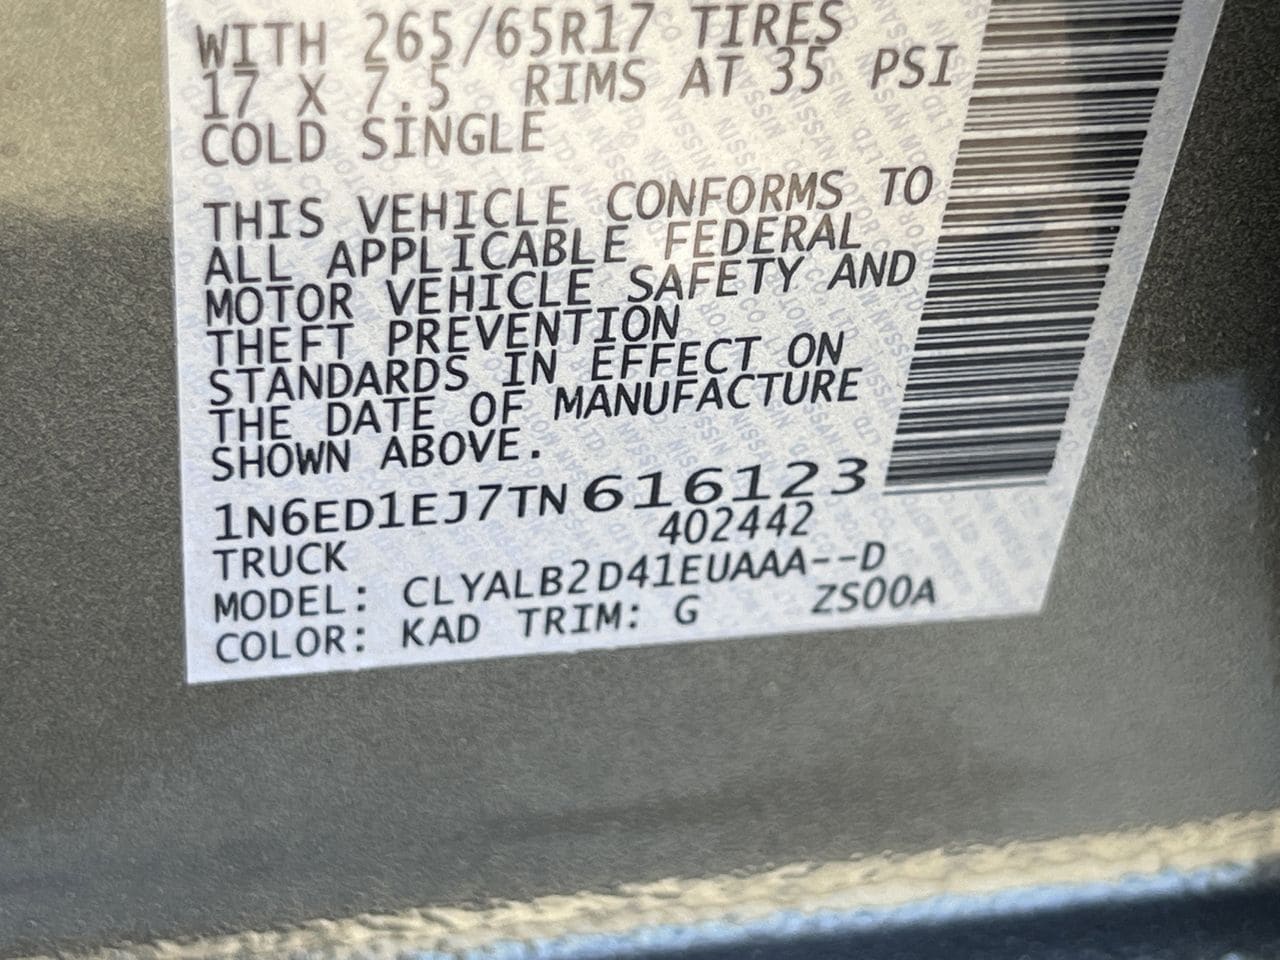 WITH 265/65R17 TIRES
17 X 7.5 RIMS AT 35 PSI
COLD SINGLE
THIS VEHICLE CONFORMS TO
ALL APPLICABLE FEDERAL
MOTOR VEHICLE SAFETY AND
THEFT PREVENTION
STANDARDS IN EFFECT ON
THE DATE OF MANUFACTURE
SHOWN ABOVE.
1N6ED1EJ7TN616123
TRUCK 402442
MODEL: CLYALB2D41EUAAA--D
COLOR: KAD TRIM: G ZS00A